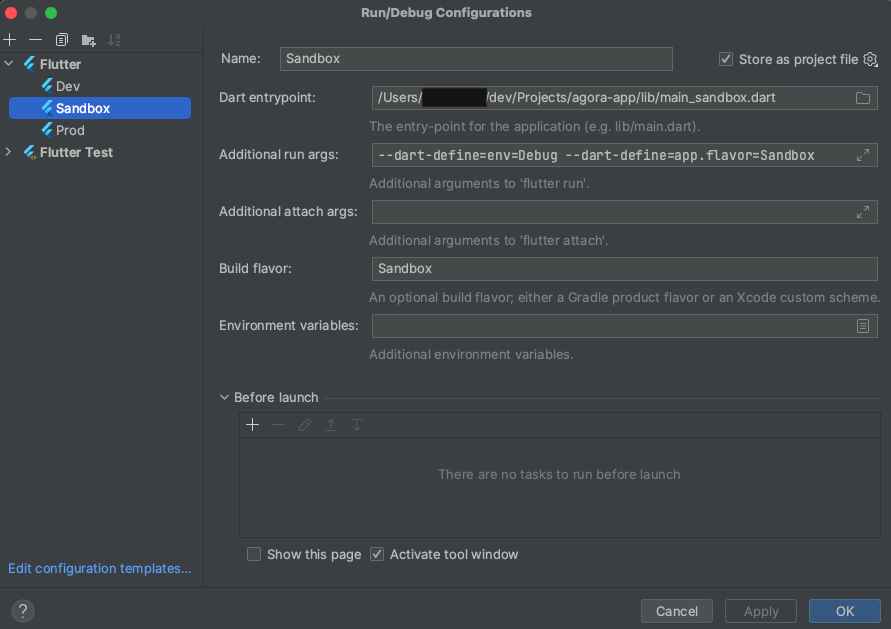 Run/Debug Configurations
Flutter
Dev
Sandbox
Prod
Flutter Test
Edit configuration templates...
Name: Sandbox Store as project file
Dart entrypoint: /Users/ /dev/Projects/agora-app/lib/main_sandbox.dart
The entry-point for the application (e.g. lib/main.dart).
Additional run args: --dart-define=env=Debug --dart-define=app.flavor=Sandbox
Additional arguments to 'flutter run'.
Additional attach args:
Additional arguments to 'flutter attach'.
Build flavor: Sandbox
An optional build flavor; either a Gradle product flavor or an Xcode custom scheme.
Environment variables:
Additional environment variables.
Before launch
There are no tasks to run before launch
Show this page Activate tool window
? Cancel Apply OK